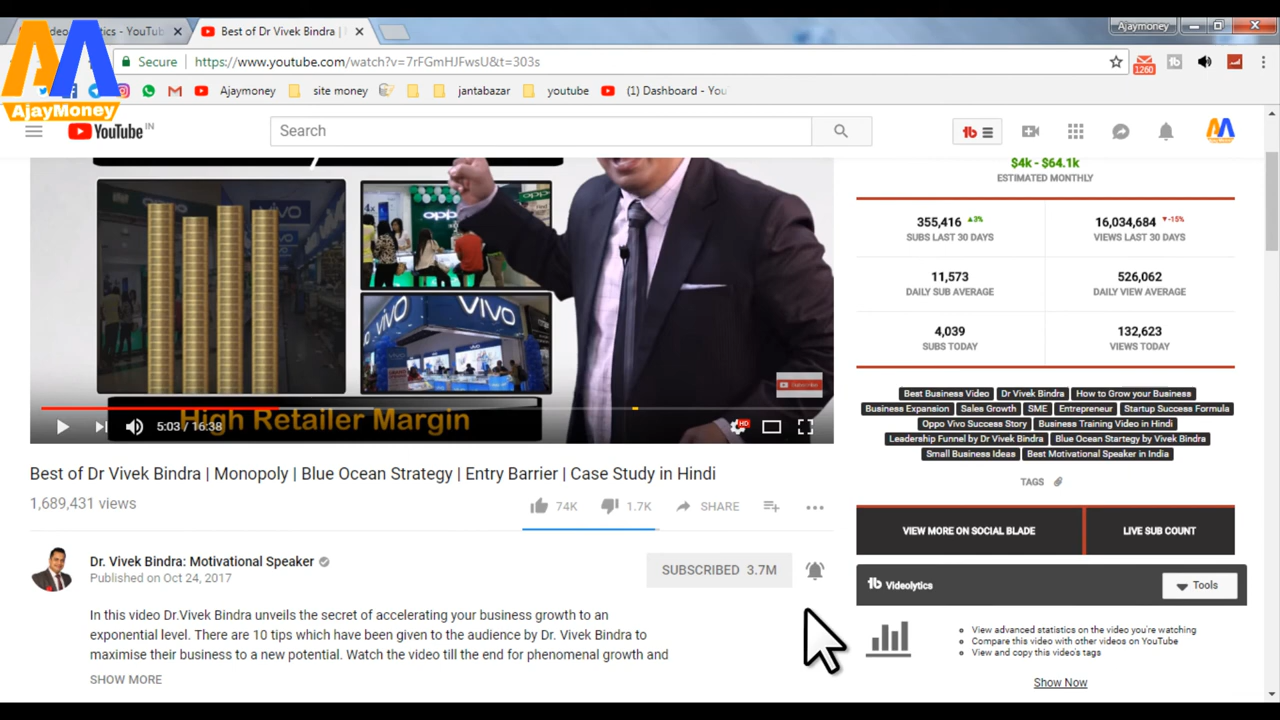 Ajaymoney
Best of Dr Vivek Bindra |
Secure https://www.youtube.com/watch?v=7rFGmHJFwsU&t=303s
1260
AjayMoney
Ajaymoney site money jantabazar youtube (1) Dashboard - You
YouTube IN
Search
tb
$4k - $64.1k
ESTIMATED MONTHLY
355,416 ▲3% 16,034,684 ▼-15%
SUBS LAST 30 DAYS VIEWS LAST 30 DAYS
11,573 526,062
DAILY SUB AVERAGE DAILY VIEW AVERAGE
4,039 132,623
SUBS TODAY VIEWS TODAY
oppo
VIVO
Subscribe
High Retailer Margin
5:03 / 16:38
HD
Best Business Video Dr Vivek Bindra How to Grow your Business
Business Expansion Sales Growth SME Entrepreneur Startup Success Formula
Oppo Vivo Success Story Business Training Video in Hindi
Leadership Funnel by Dr Vivek Bindra Blue Ocean Startegy by Vivek Bindra
Small Business Ideas Best Motivational Speaker in India
TAGS
Best of Dr Vivek Bindra | Monopoly | Blue Ocean Strategy | Entry Barrier | Case Study in Hindi
1,689,431 views
74K 1.7K SHARE
VIEW MORE ON SOCIAL BLADE LIVE SUB COUNT
Dr. Vivek Bindra: Motivational Speaker
Published on Oct 24, 2017
SUBSCRIBED 3.7M
tb Videolytics Tools
In this video Dr.Vivek Bindra unveils the secret of accelerating your business growth to an
exponential level. There are 10 tips which have been given to the audience by Dr. Vivek Bindra to
maximise their business to a new potential. Watch the video till the end for phenomenal growth and
SHOW MORE
View advanced statistics on the video you're watching
Compare this video with other videos on YouTube
View and copy this video's tags
Show Now